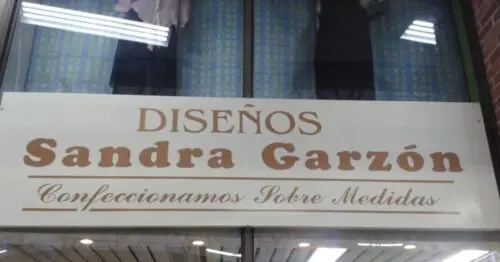 DISEÑOS
Sandra Garzón
Confeccionamos Sobre Medidas